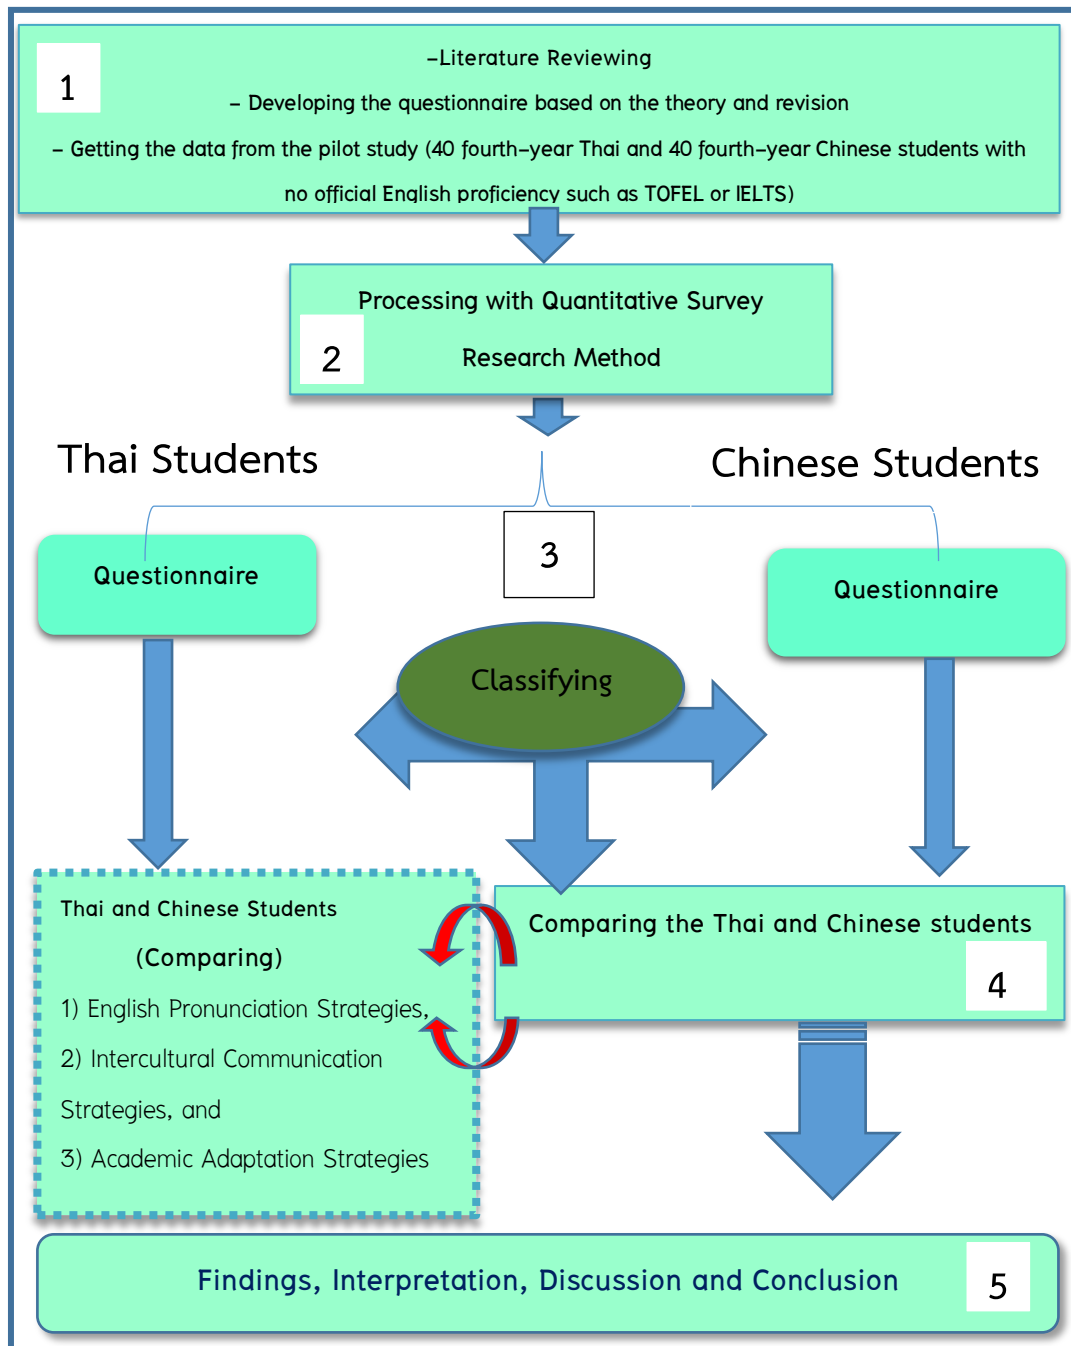 1
–Literature Reviewing
– Developing the questionnaire based on the theory and revision
– Getting the data from the pilot study (40 fourth–year Thai and 40 fourth–year Chinese students with
no official English proficiency such as TOFEL or IELTS)
Processing with Quantitative Survey
2
Research Method
Thai Students
Chinese Students
3
Questionnaire
Questionnaire
Classifying
Thai and Chinese Students
(Comparing)
1) English Pronunciation Strategies,
2) Intercultural Communication
Strategies, and
3) Academic Adaptation Strategies
Comparing the Thai and Chinese students
4
Findings, Interpretation, Discussion and Conclusion
5